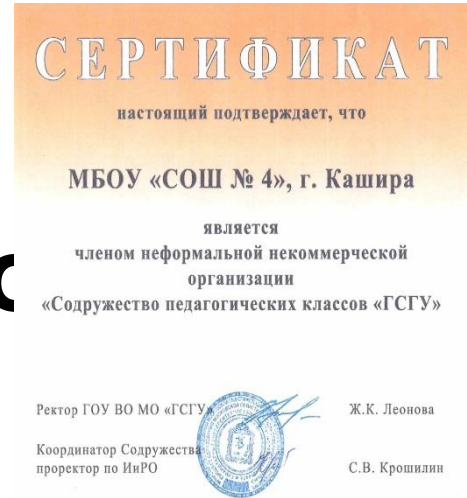 СЕРТИФИКАТ
настоящий подтверждает, что
МБОУ «СОШ № 4», г. Кашира
является
членом неформальной некоммерческой
организации
«Содружество педагогических классов «ГСГУ»
Ректор ГОУ ВО МО «ГСГУ»
Ж.К. Леонова
Координатор Содружества
проректор по ИиРО
С.В. Крошилин